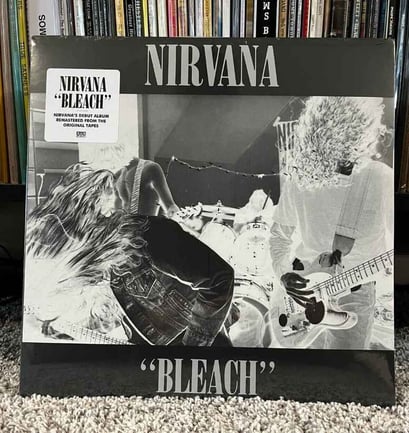 NIRVANA
NIRVANA
“BLEACH”
NIRVANA'S DEBUT ALBUM
REMASTERED FROM THE
ORIGINAL TAPES
“BLEACH”